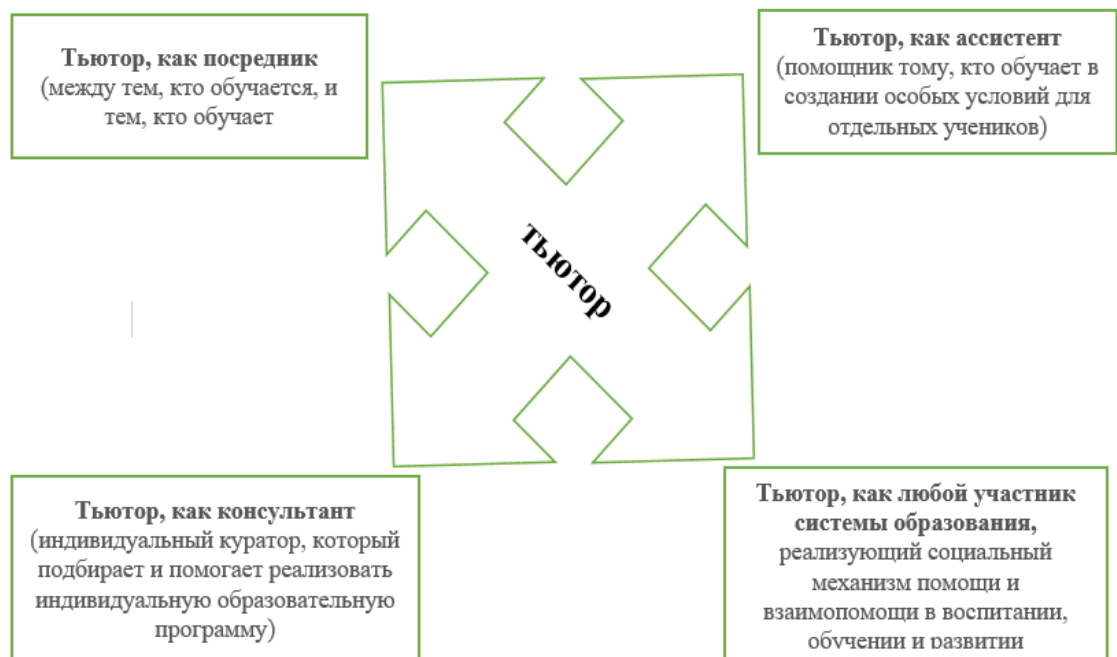 Тьютор, как посредник
(между тем, кто обучается, и
тем, кто обучает
Тьютор, как ассистент
(помощник тому, кто обучает в
создании особых условий для
отдельных учеников)
тьютор
Тьютор, как консультант
(индивидуальный куратор, который
подбирает и помогает реализовать
индивидуальную образовательную
программу)
Тьютор, как любой участник
системы образования,
реализующий социальный
механизм помощи и
взаимопомощи в воспитании,
обучении и развитии